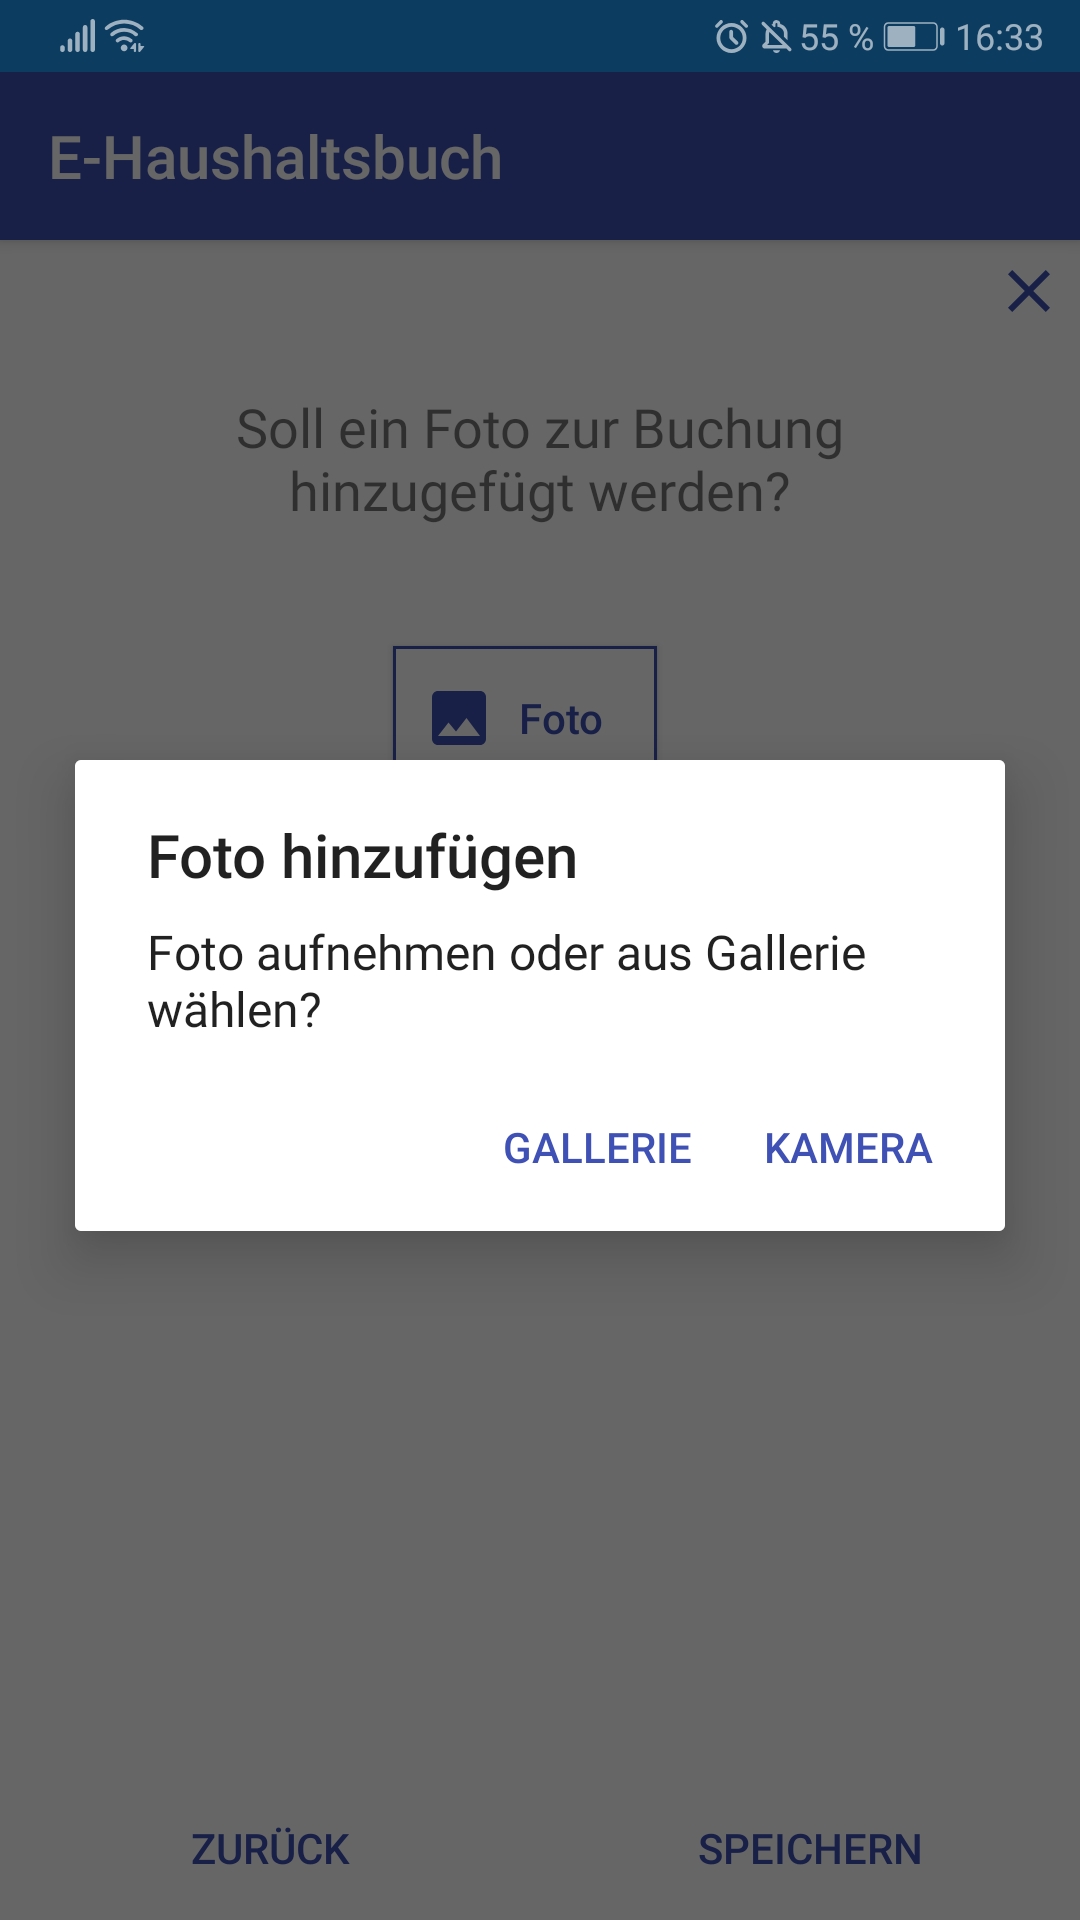 55 % 16:33
E-Haushaltsbuch
Soll ein Foto zur Buchung
hinzugefügt werden?
Foto
Foto hinzufügen
Foto aufnehmen oder aus Gallerie
wählen?
GALLERIE KAMERA
ZURÜCK SPEICHERN